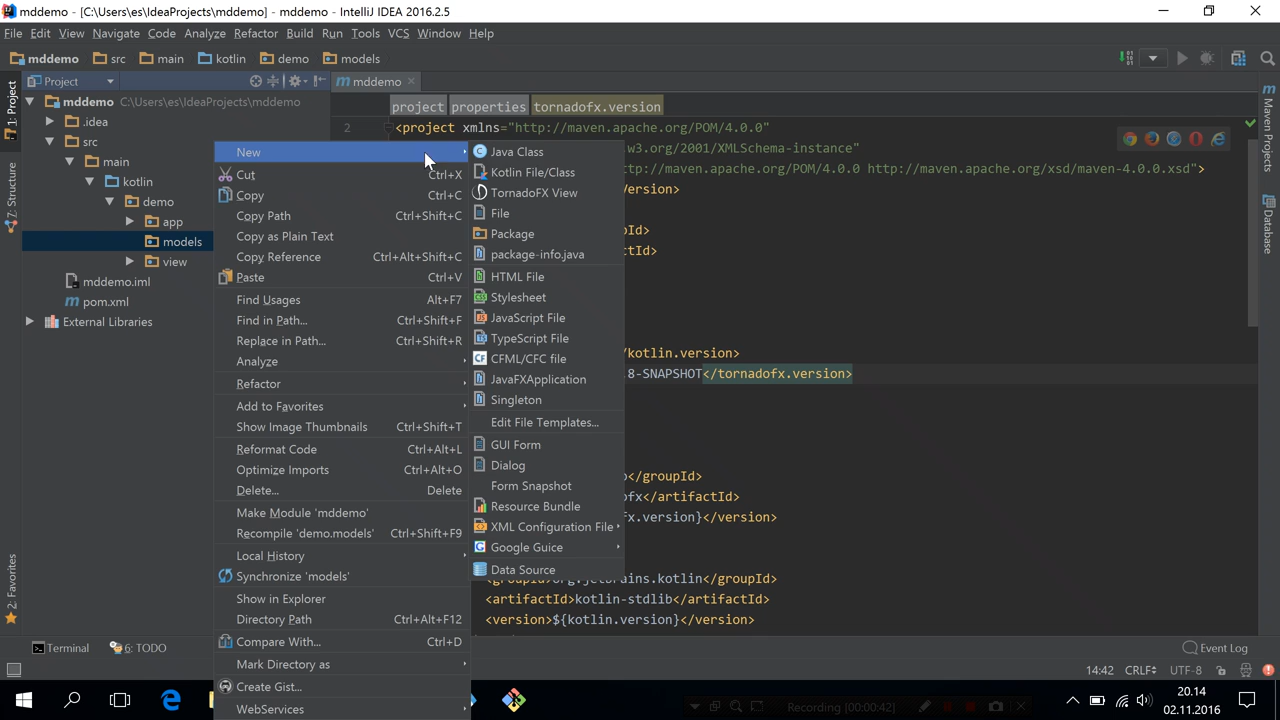 mddemo - [C:\Users\es\IdeaProjects\mddemo] - mddemo - IntelliJ IDEA 2016.2.5
File Edit View Navigate Code Analyze Refactor Build Run Tools VCS Window Help
mddemo src main kotlin demo models
1: Project
7: Structure
2: Favorites
Project
mddemo C:\Users\es\IdeaProjects\mddemo
.idea
src
main
kotlin
demo
app
models
view
mddemo.iml
pom.xml
External Libraries
mddemo
project properties tornadofx.version
2 <project xmlns="http://maven.apache.org/POM/4.0.0"
w3.org/2001/XMLSchema-instance"
ttp://maven.apache.org/POM/4.0.0 http://maven.apache.org/xsd/maven-4.0.0.xsd">
ersion>
Id>
actId>
/kotlin.version>
8-SNAPSHOT</tornadofx.version>
</groupId>
fx</artifactId>
x.version}</version>
<groupId>org.jetbrains.kotlin</groupId>
<artifactId>kotlin-stdlib</artifactId>
<version>${kotlin.version}</version>
New
Cut Ctrl+X
Copy Ctrl+C
Copy Path Ctrl+Shift+C
Copy as Plain Text
Copy Reference Ctrl+Alt+Shift+C
Paste Ctrl+V
Find Usages Alt+F7
Find in Path... Ctrl+Shift+F
Replace in Path... Ctrl+Shift+R
Analyze
Refactor
Add to Favorites
Show Image Thumbnails Ctrl+Shift+T
Reformat Code Ctrl+Alt+L
Optimize Imports Ctrl+Alt+O
Delete... Delete
Make Module 'mddemo'
Recompile 'demo.models' Ctrl+Shift+F9
Local History
Synchronize 'models'
Show in Explorer
Directory Path Ctrl+Alt+F12
Compare With... Ctrl+D
Mark Directory as
Create Gist...
WebServices
Java Class
Kotlin File/Class
TornadoFX View
File
Package
package-info.java
HTML File
Stylesheet
JavaScript File
TypeScript File
CFML/CFC file
JavaFXApplication
Singleton
Edit File Templates...
GUI Form
Dialog
Form Snapshot
Resource Bundle
XML Configuration File
Google Guice
Data Source
Maven Projects
Database
Terminal 6: TODO Event Log
14:42 CRLF UTF-8
Recording [00:00:42]
20.14
02.11.2016